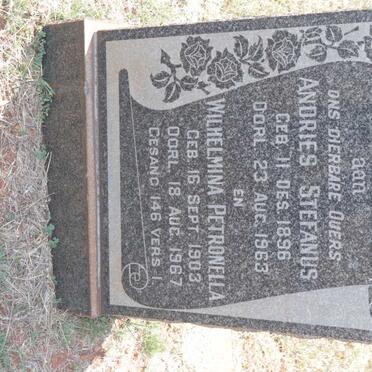 aan
ONS DIERBARE OUERS
ANDRIES STEFANUS
GEB. 11 DES. 1896
OORL. 23 AUG. 1963
EN
WILHELMINA PETRONELLA
GEB. 16 SEPT. 1903
OORL. 18 AUG. 1967
GESANG 146 VERS 1.